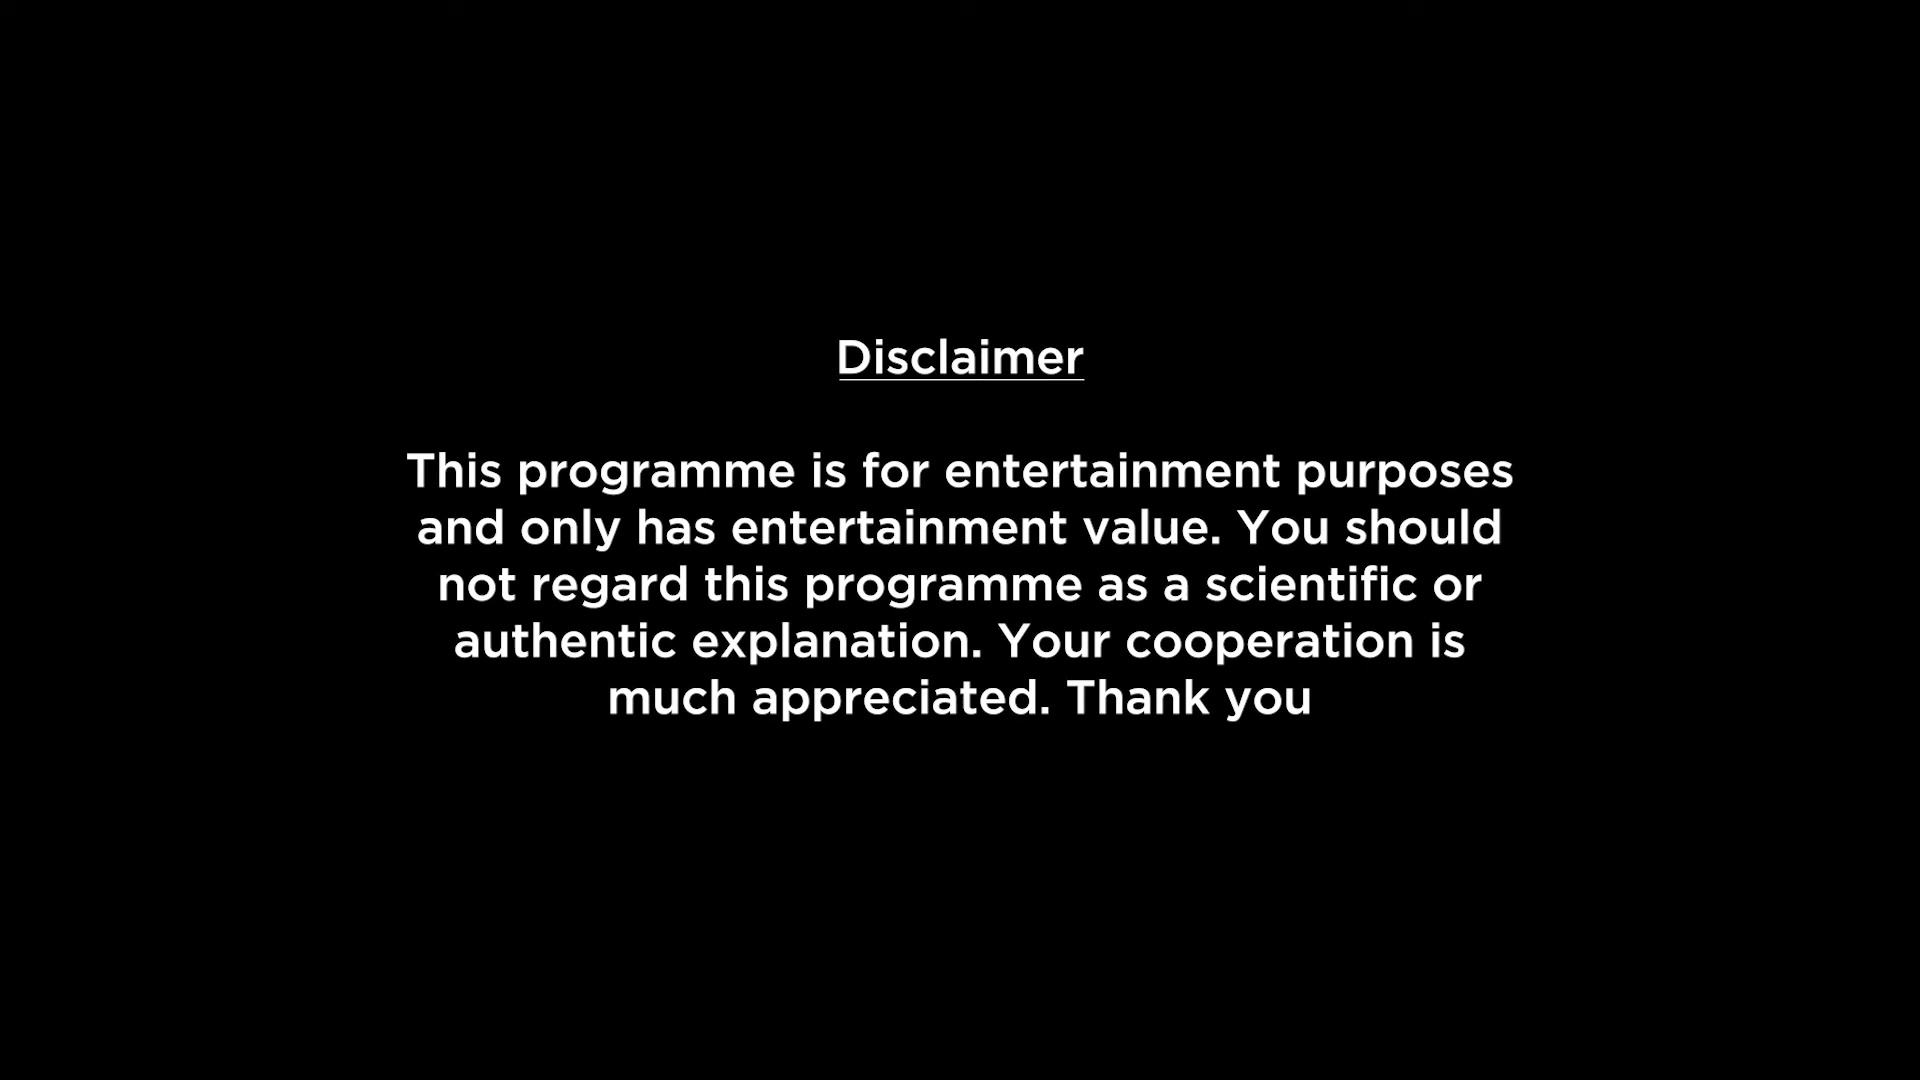 Disclaimer
This programme is for entertainment purposes
and only has entertainment value. You should
not regard this programme as a scientific or
authentic explanation. Your cooperation is
much appreciated. Thank you